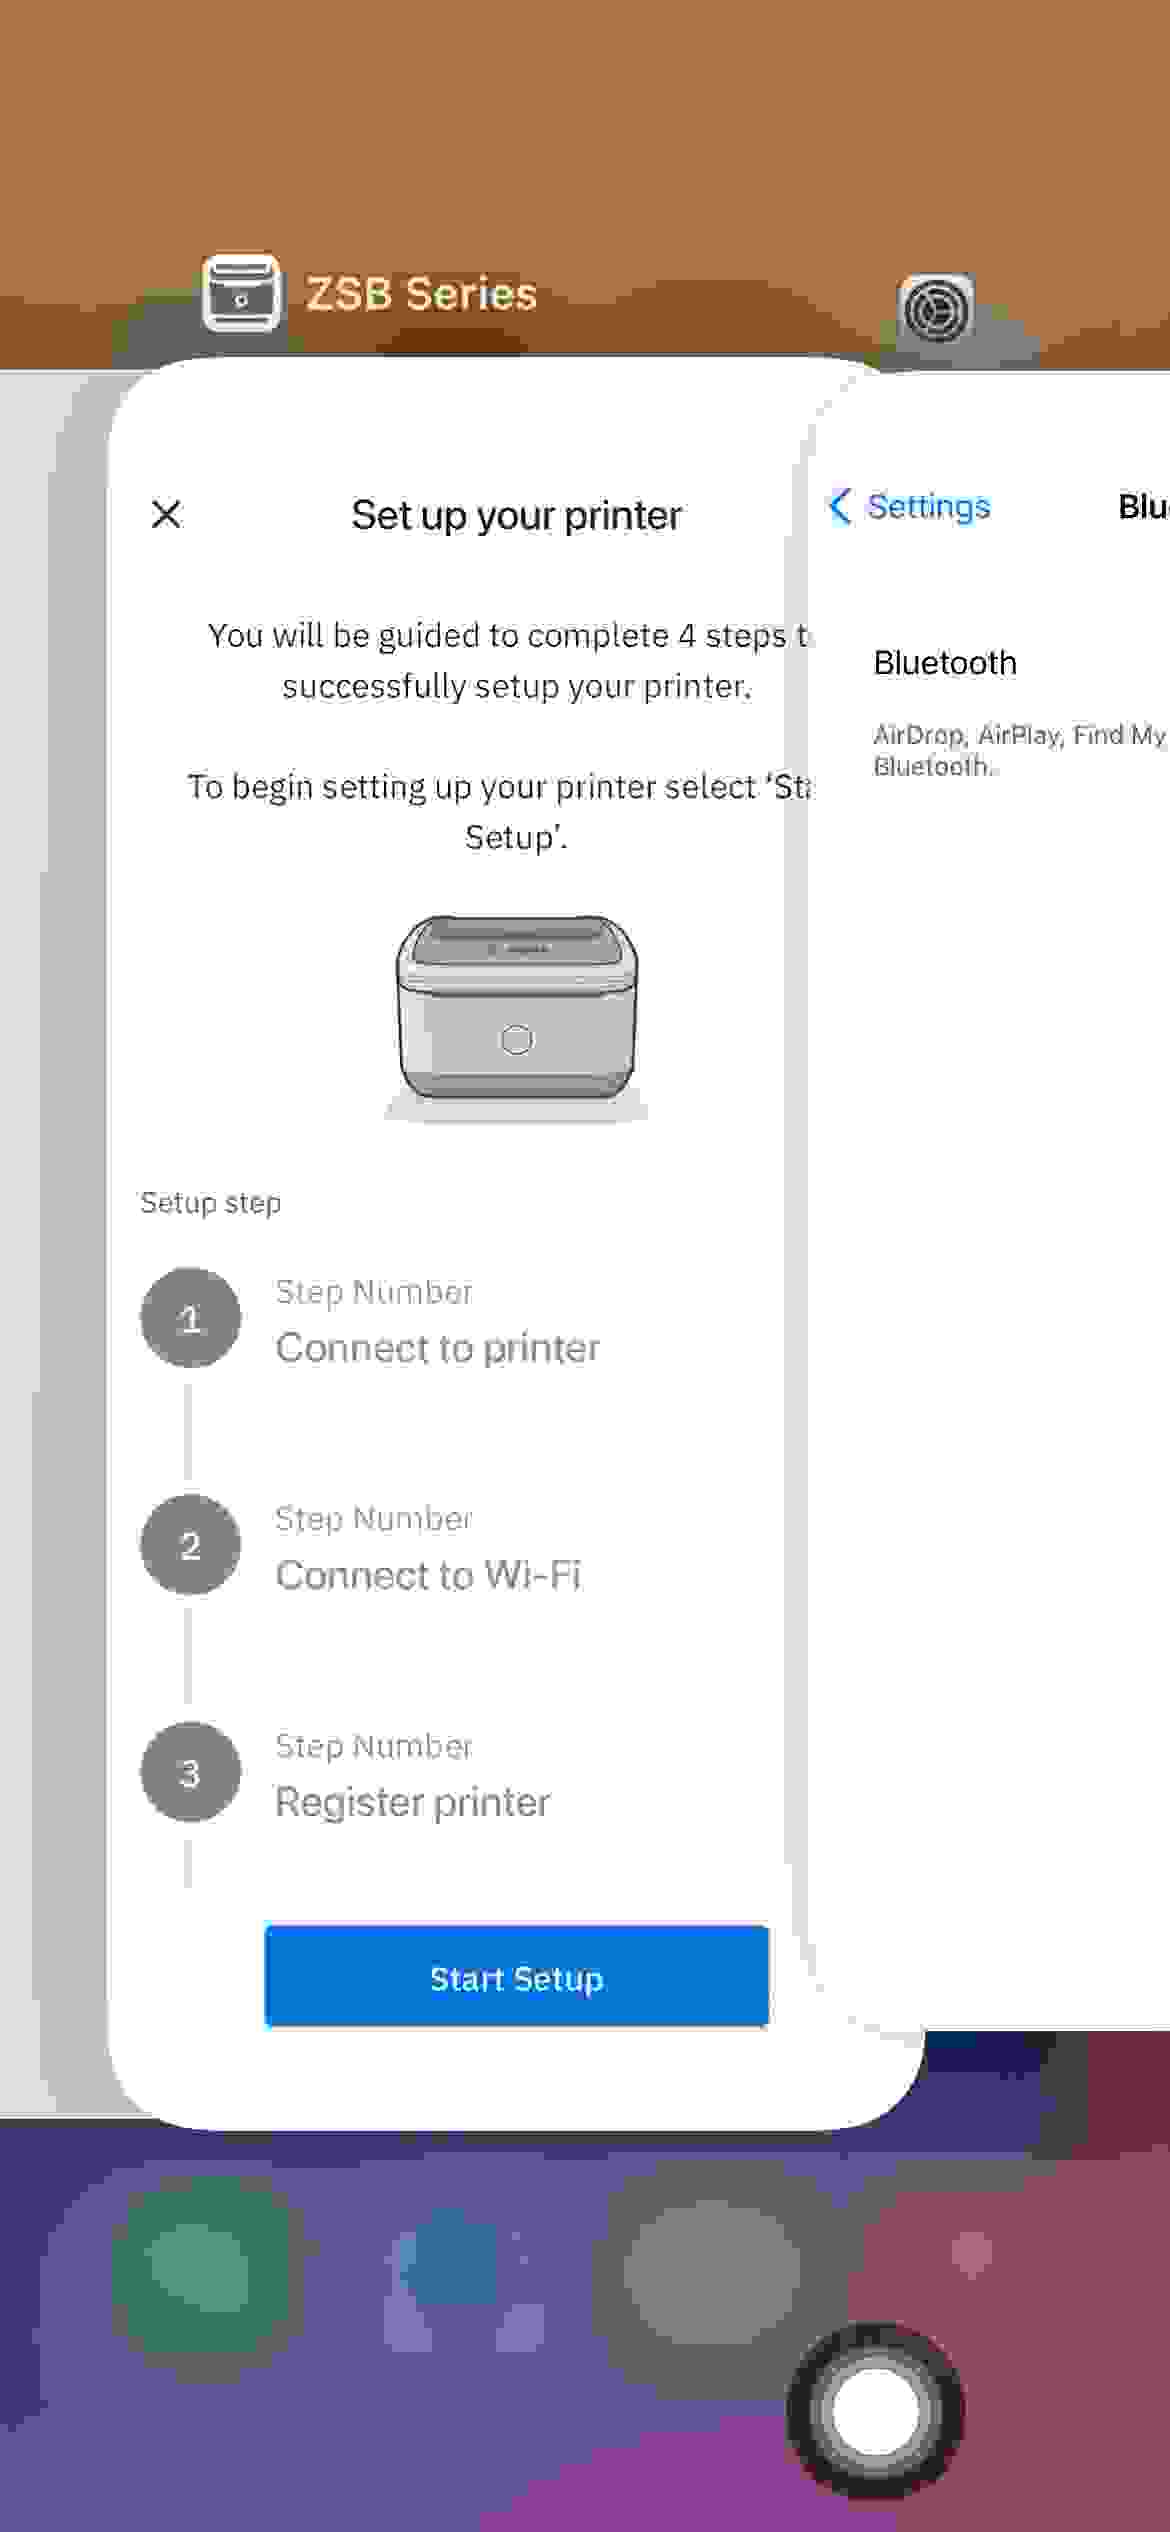 ZSB Series
Set up your printer
You will be guided to complete 4 steps
successfully setup your printer.
To begin setting up your printer select
Setup’.
Setup step
1
Step Number
Connect to printer
2
Step Number
Connect to Wi-Fi
3
Step Number
Register printer
Start Setup
Settings
Bluetooth
AirDrop, AirPlay, Find My
Bluetooth.